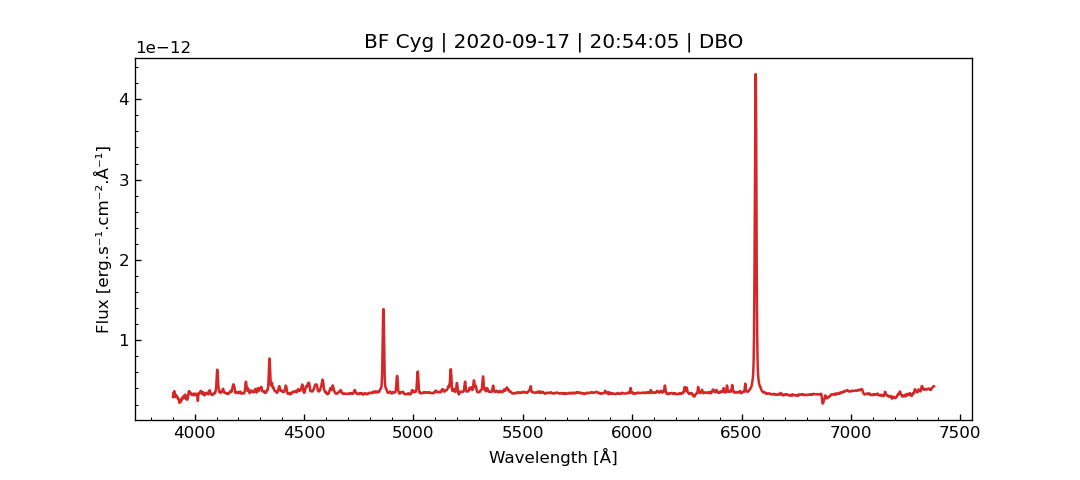 BF Cyg | 2020-09-17 | 20:54:05 | DBO
1e−12
Flux [erg.s⁻¹.cm⁻².Å⁻¹]
4
3
2
1
4000 4500 5000 5500 6000 6500 7000 7500
Wavelength [Å]